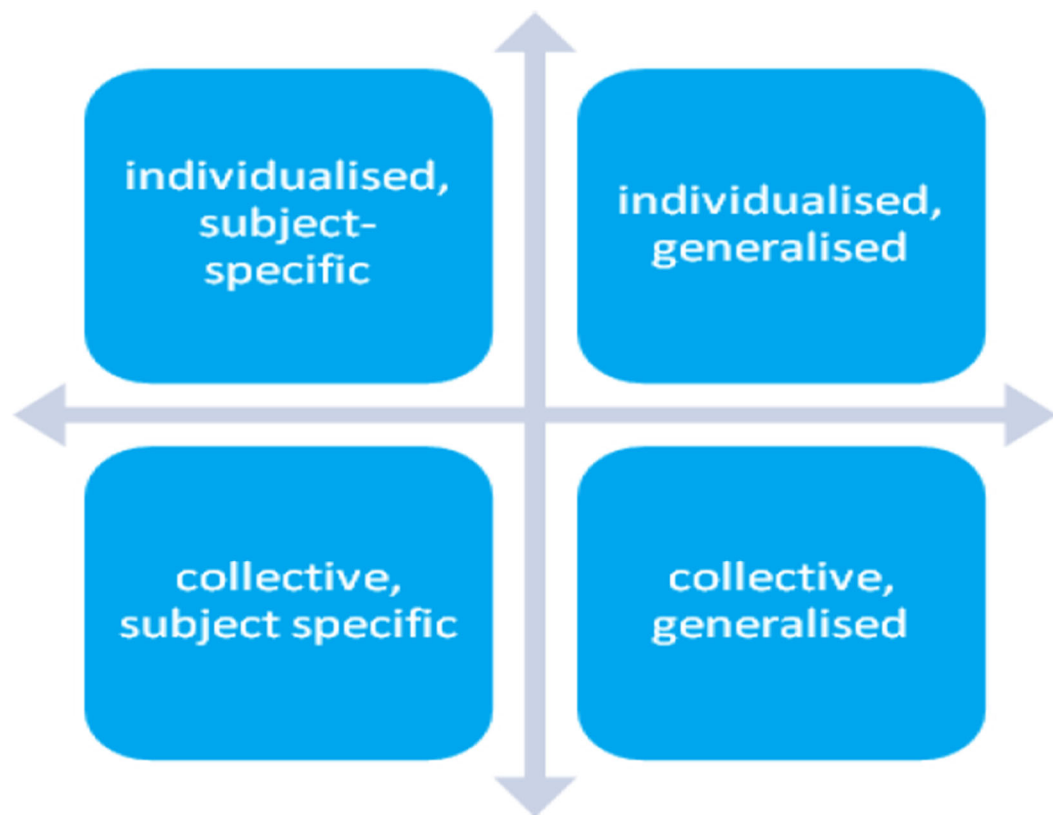 individualised,
subject-
specific
individualised,
generalised
collective,
subject specific
collective,
generalised